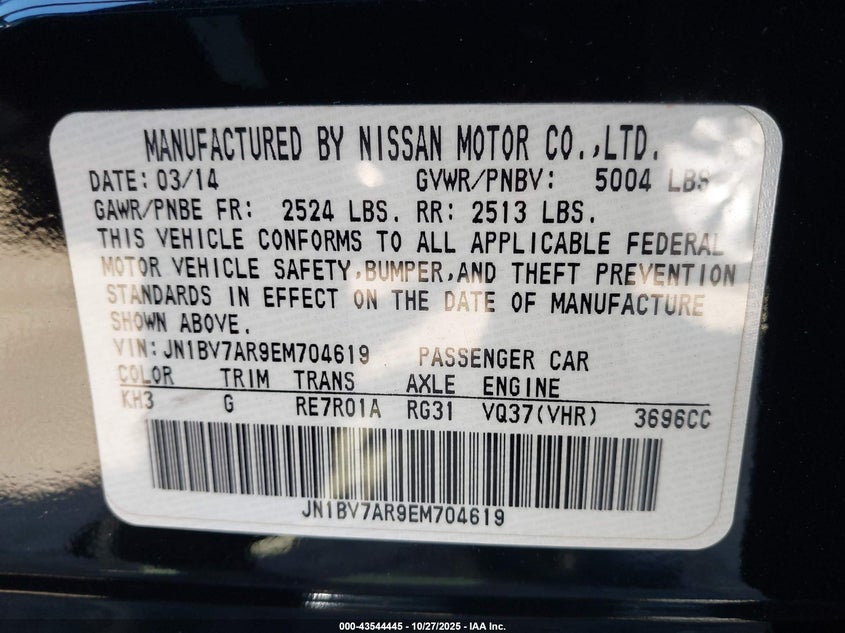 MANUFACTURED BY NISSAN MOTOR CO.,LTD.
DATE: 03/14 GVWR/PNBV: 5004 LBS
GAWR/PNBE FR: 2524 LBS. RR: 2513 LBS.
THIS VEHICLE CONFORMS TO ALL APPLICABLE FEDERAL
MOTOR VEHICLE SAFETY,BUMPER,AND THEFT PREVENTION
STANDARDS IN EFFECT ON THE DATE OF MANUFACTURE
SHOWN ABOVE.
VIN:JN1BV7AR9EM704619 PASSENGER CAR
COLOR TRIM TRANS AXLE ENGINE
KH3 G RE7R01A RG31 VQ37(VHR) 3696CC
JN1BV7AR9EM704619
000-43544445 - 10/27/2025 - IAA Inc.